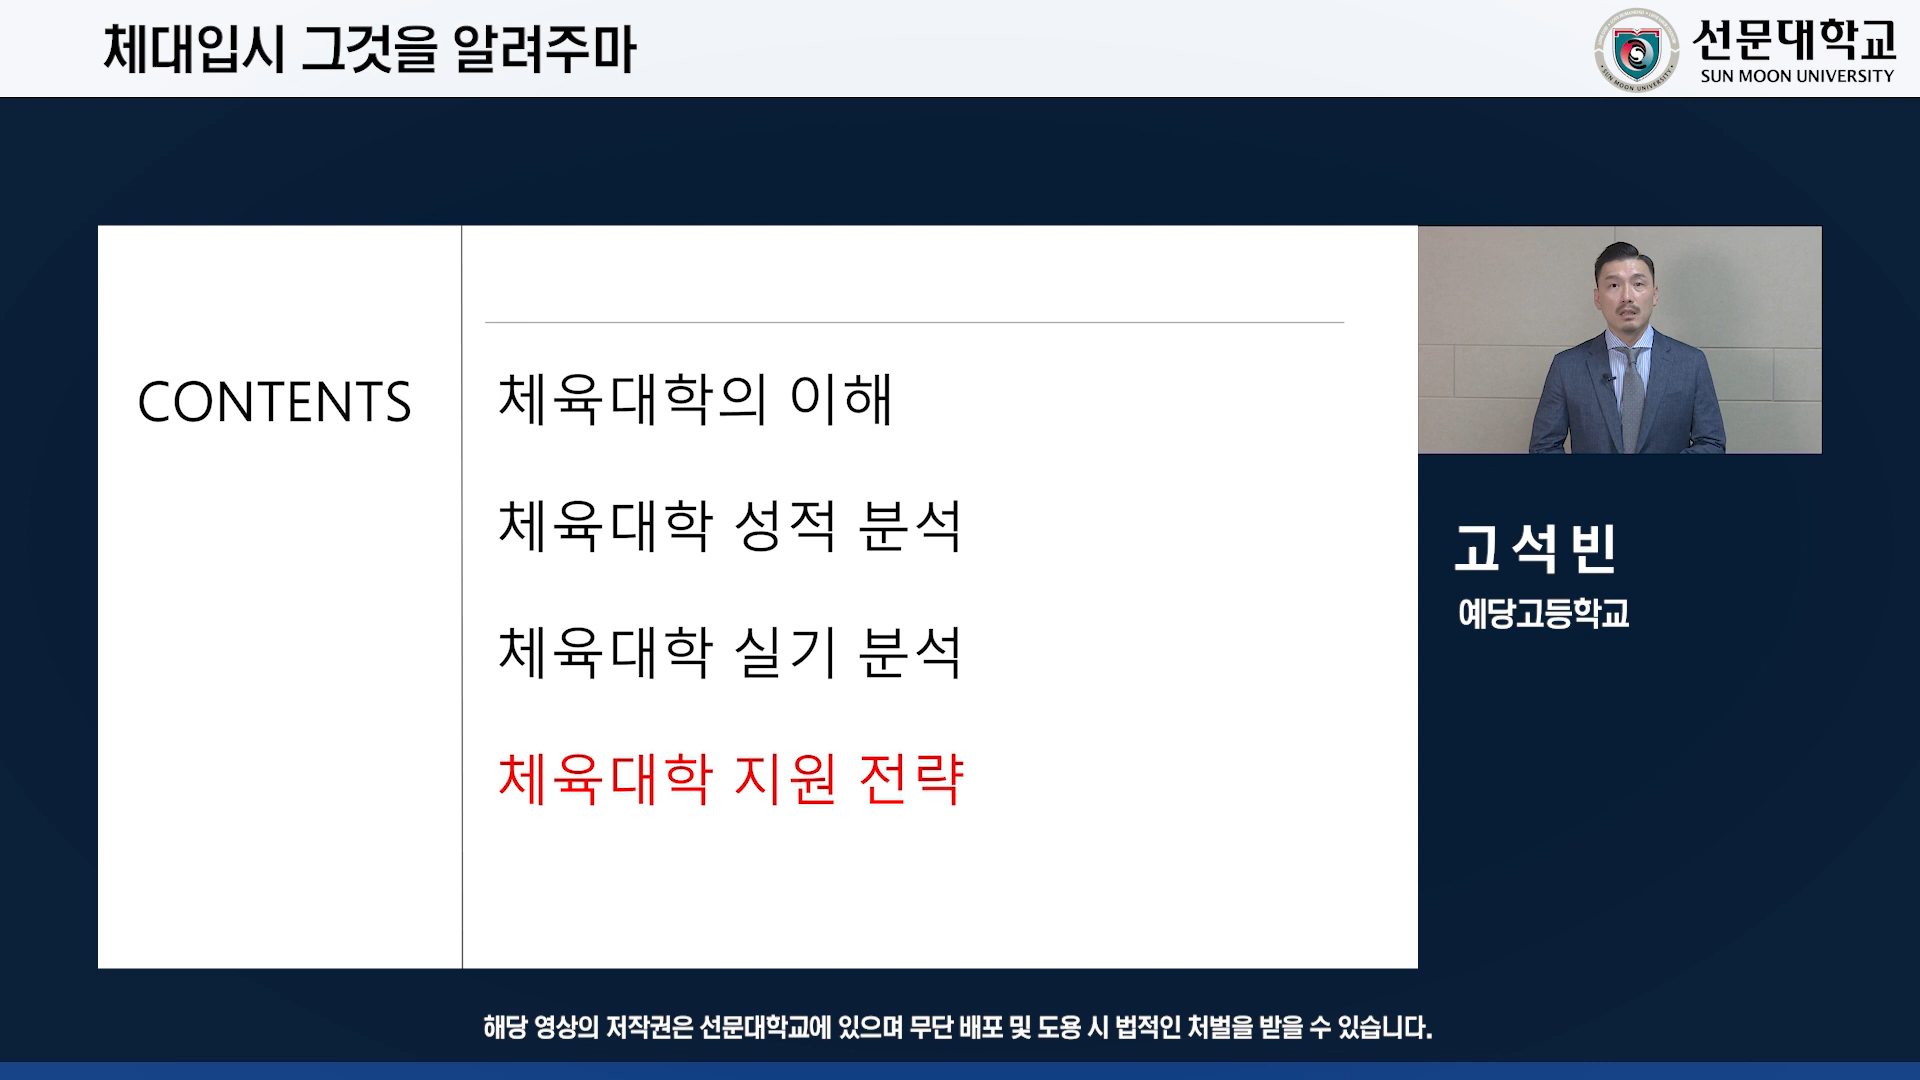 체대입시 그것을 알려주마
선문대학교
SUN MOON UNIVERSITY
CONTENTS
체육대학의 이해
체육대학 성적 분석
체육대학 실기 분석
체육대학 지원 전략
고석빈
예당고등학교
해당 영상의 저작권은 선문대학교에 있으며 무단 배포 및 도용 시 법적인 처벌을 받을 수 있습니다.